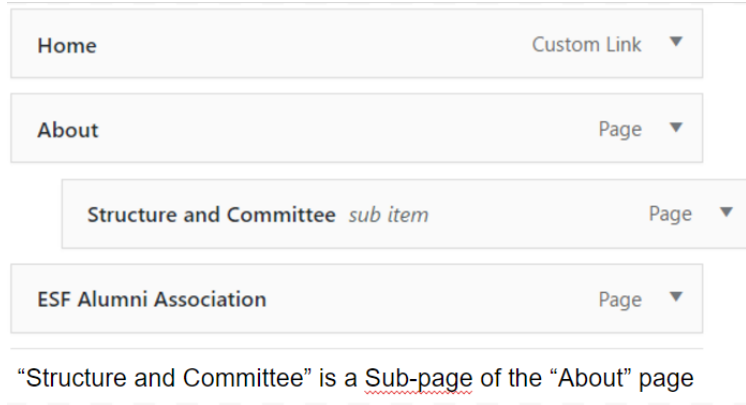 Home Custom Link
About Page
Structure and Committee sub item Page
ESF Alumni Association Page
“Structure and Committee” is a Sub-page of the “About” page